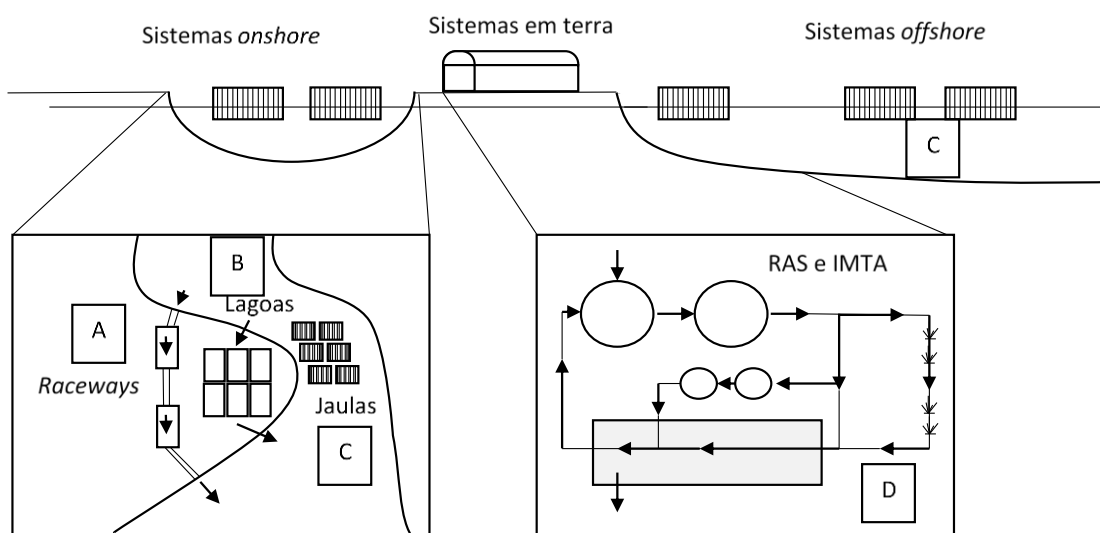 Sistemas onshore
Sistemas em terra
Sistemas offshore
C
B
Lagoas
A
Raceways
Jaulas
C
RAS e IMTA
D